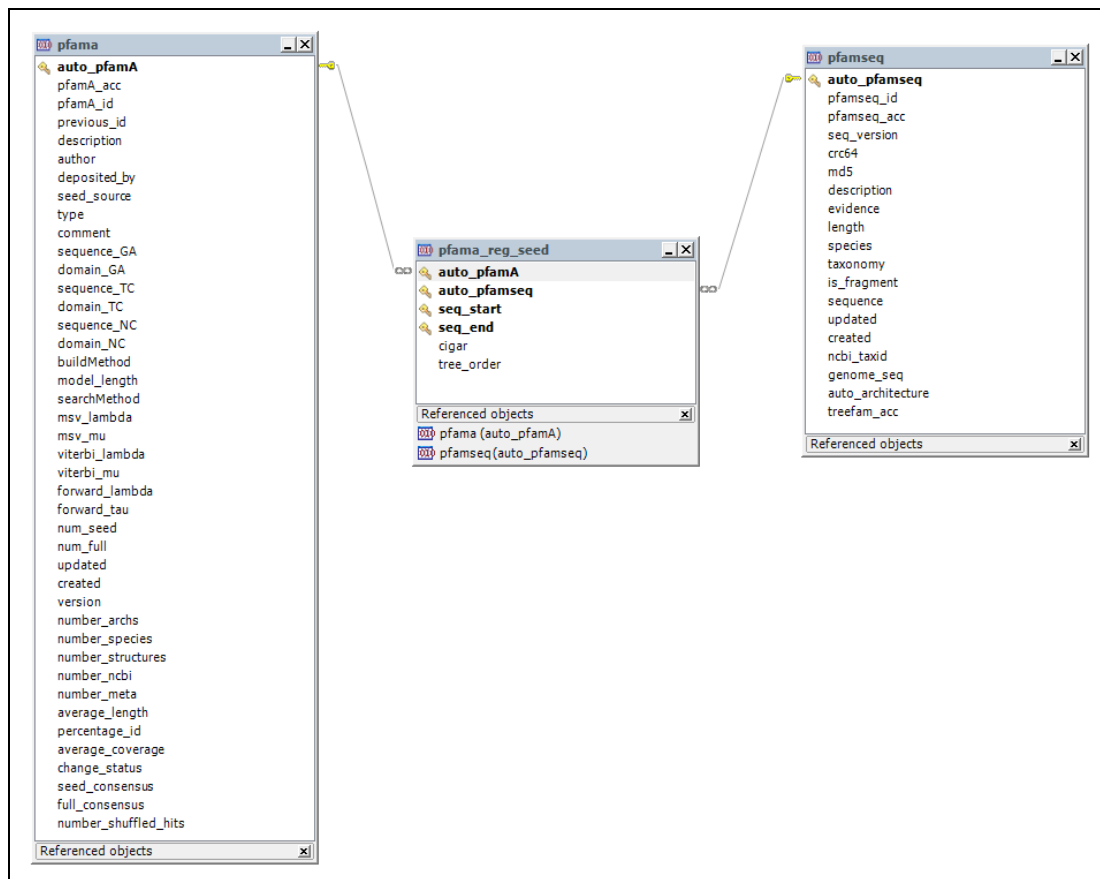 pfama
auto_pfamA
pfamA_acc
pfamA_id
previous_id
description
author
deposited_by
seed_source
type
comment
sequence_GA
domain_GA
sequence_TC
domain_TC
sequence_NC
domain_NC
buildMethod
model_length
searchMethod
msv_lambda
msv_mu
viterbi_lambda
viterbi_mu
forward_lambda
forward_tau
num_seed
num_full
updated
created
version
number_archs
number_species
number_structures
number_ncbi
number_meta
average_length
percentage_id
average_coverage
change_status
seed_consensus
full_consensus
number_shuffled_hits
Referenced objects
pfama_reg_seed
auto_pfamA
auto_pfamseq
seq_start
seq_end
cigar
tree_order
Referenced objects
pfama (auto_pfamA)
pfamseq(auto_pfamseq)
pfamseq
auto_pfamseq
pfamseq_id
pfamseq_acc
seq_version
crc64
md5
description
evidence
length
species
taxonomy
is_fragment
sequence
updated
created
ncbi_taxid
genome_seq
auto_architecture
treefam_acc
Referenced objects